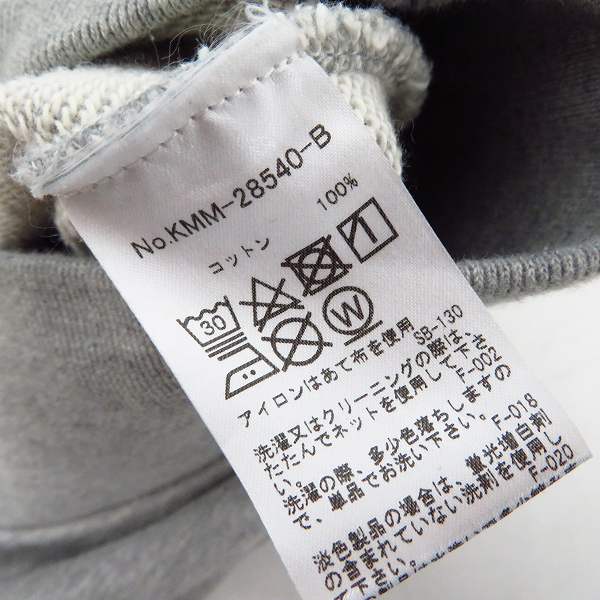 No.KMM-28540-B
コットン 100%
30
W
アイロンはあて布を使用
SB-130
洗濯又はクリーニングの際は、
たたんでネットを使用して下さ
い。 F-002
洗濯の際、多少色落ちしますの
で、単品でお洗い下さい。
F-018
淡色製品の場合は、蛍光増白剤
の含まれていない洗剤を使用し
F-020